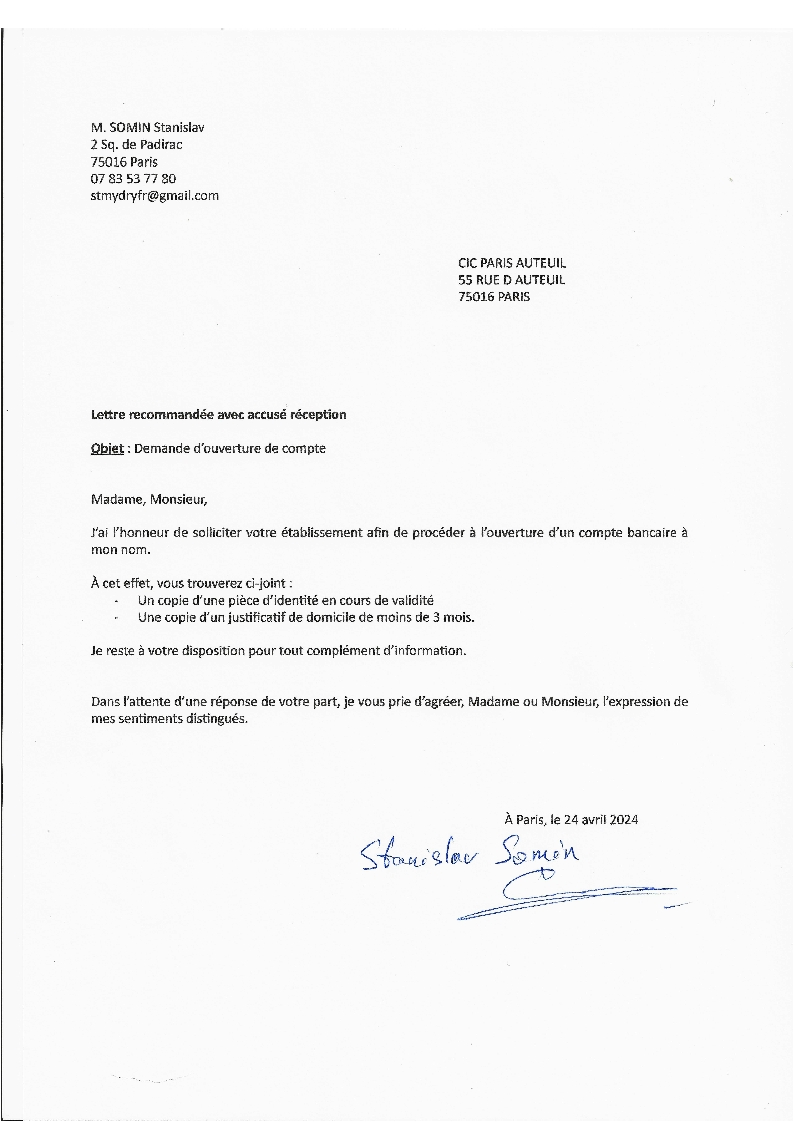 M. SOMIN Stanislav
2 Sq. de Padirac
75016 Paris
07 83 53 77 80
stmydryfr@gmail.com
CIC PARIS AUTEUIL
55 RUE D AUTEUIL
75016 PARIS
Lettre recommandée avec accusé réception
Objet : Demande d'ouverture de compte
Madame, Monsieur,
J'ai l'honneur de solliciter votre établissement afin de procéder à l'ouverture d'un compte bancaire à
mon nom.
À cet effet, vous trouverez ci-joint :
- Un copie d'une pièce d'identité en cours de validité
- Une copie d'un justificatif de domicile de moins de 3 mois.
Je reste à votre disposition pour tout complément d'information.
Dans l'attente d'une réponse de votre part, je vous prie d'agréer, Madame ou Monsieur, l'expression de
mes sentiments distingués.
À Paris, le 24 avril 2024
Stanislav Somin